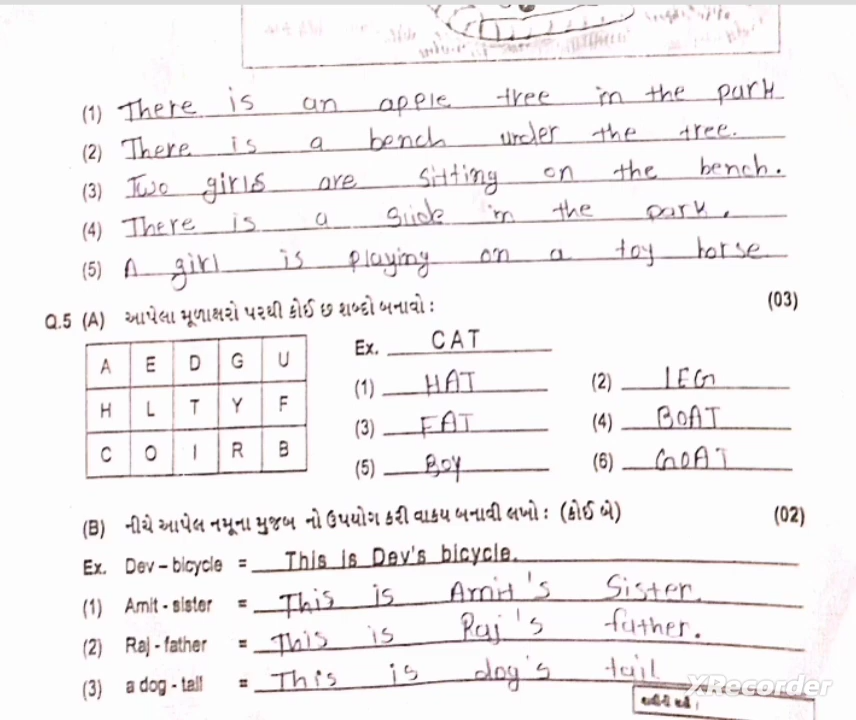 (1) There is an apple tree in the park
(2) There is a bench under the tree.
(3) Two girls are sitting on the bench.
(4) There is a slide in the park.
(5) A girl is playing on a toy horse
Q.5 (A) આપેલા મૂળાક્ષરો પરથી કોઈ છ શબ્દો બનાવો : (03)
A E D G U
H L T Y F
C O I R B
Ex. CAT
(1) HAT (2) LEG
(3) FAT (4) BOAT
(5) BOY (6) GOAT
(B) નીચે આપેલ નમૂના મુજબ નો ઉપયોગ કરી વાક્ય બનાવી લખો : (કોઈ બે) (02)
Ex. Dev – bicycle = This is Dev's bicycle.
(1) Amit - sister = This is Amit's Sister.
(2) Raj - father = This is Raj's father.
(3) a dog - tail = This is dog's tail
XRecorder